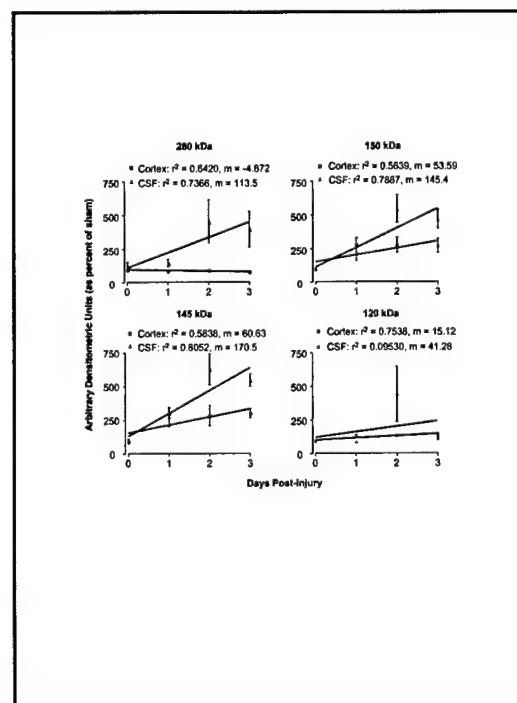 280 kDa
Cortex: r² = 0.6420, m = -4.672
CSF: r² = 0.7366, m = 113.5
750
500
250
0
0 1 2 3
150 kDa
Cortex: r² = 0.5639, m = 53.59
CSF: r² = 0.7887, m = 145.4
750
500
250
0
0 1 2 3
145 kDa
Cortex: r² = 0.5838, m = 60.63
CSF: r² = 0.8052, m = 170.5
750
500
250
0
0 1 2 3
120 kDa
Cortex: r² = 0.7538, m = 15.12
CSF: r² = 0.09530, m = 41.28
750
500
250
0
0 1 2 3
Arbitrary Densitometric Units (as percent of sham)
Days Post-Injury